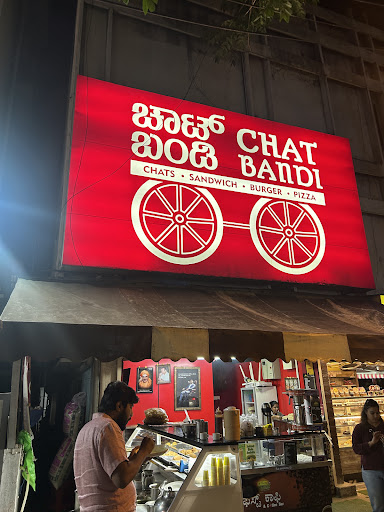 ಚಾಟ್
ಬಂಡಿ
CHAT
BANDI
CHATS • SANDWICH • BURGER • PIZZA